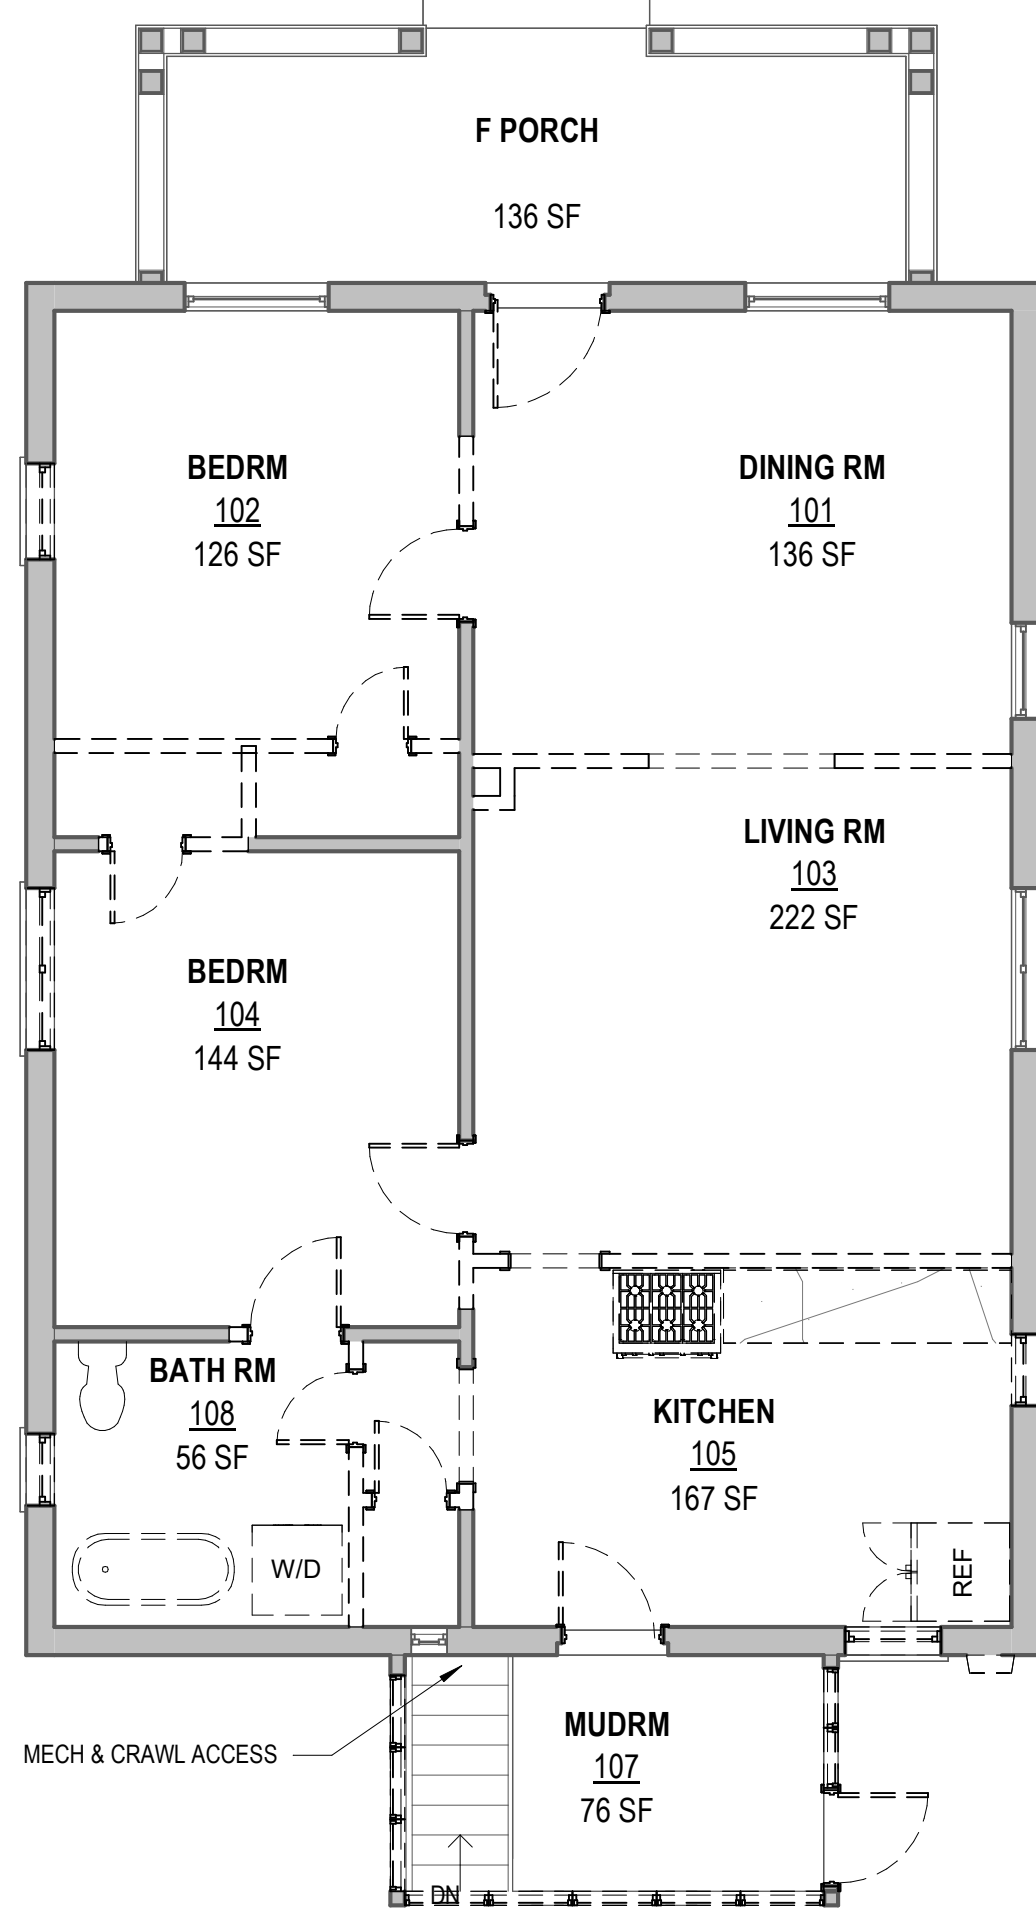 F PORCH
136 SF
BEDRM
102
126 SF
DINING RM
101
136 SF
LIVING RM
103
222 SF
BEDRM
104
144 SF
BATH RM
108
56 SF
KITCHEN
105
167 SF
W/D
REF
MUDRM
107
76 SF
MECH & CRAWL ACCESS
DN